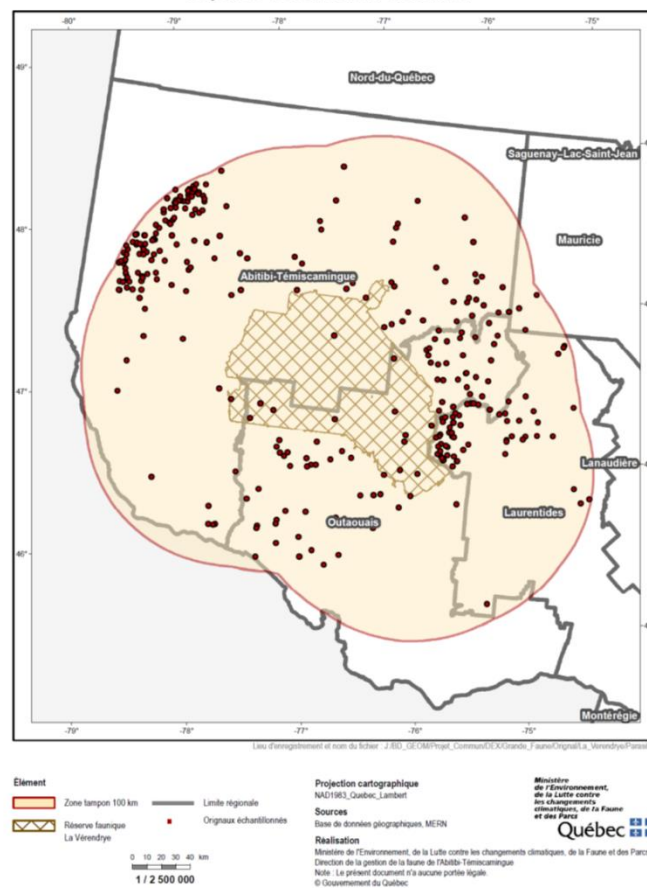 -80° -79° -78° -77° -76° -75°
49°
Nord-du-Québec
Saguenay–Lac-Saint-Jean
Mauricie
48°
Abitibi-Témiscamingue
47°
Lanaudière
Laurentides
Outaouais
46°
Montérégie
-79° -78° -77° -76° -75°
Lieu d'enregistrement et nom du fichier : J:/BD_GEOM/Projet_Commun/DEX/Grande_Faune/Orignal/La_Verendrye/Paras
Élément
Zone tampon 100 km
Limite régionale
Réserve faunique
La Vérendrye
Orignaux échantillonnés
0 10 20 30 40 km
1 / 2 500 000
Projection cartographique
NAD1983_Quebec_Lambert
Sources
Base de données géographiques, MERN
Réalisation
Ministère de l'Environnement, de la Lutte contre les changements climatiques, de la Faune et des Parcs
Direction de la gestion de la faune de l'Abitibi-Témiscamingue
Note : Le présent document n'a aucune portée légale.
© Gouvernement du Québec
Ministère
de l'Environnement,
de la Lutte contre
les changements
climatiques, de la Faune
et des Parcs
Québec